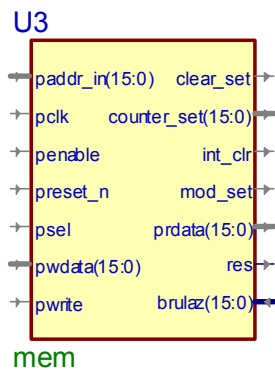 U3
paddr_in(15:0) clear_set
pclk counter_set(15:0)
penable int_clr
preset_n mod_set
psel prdata(15:0)
pwdata(15:0) res
pwrite brulaz(15:0)
mem